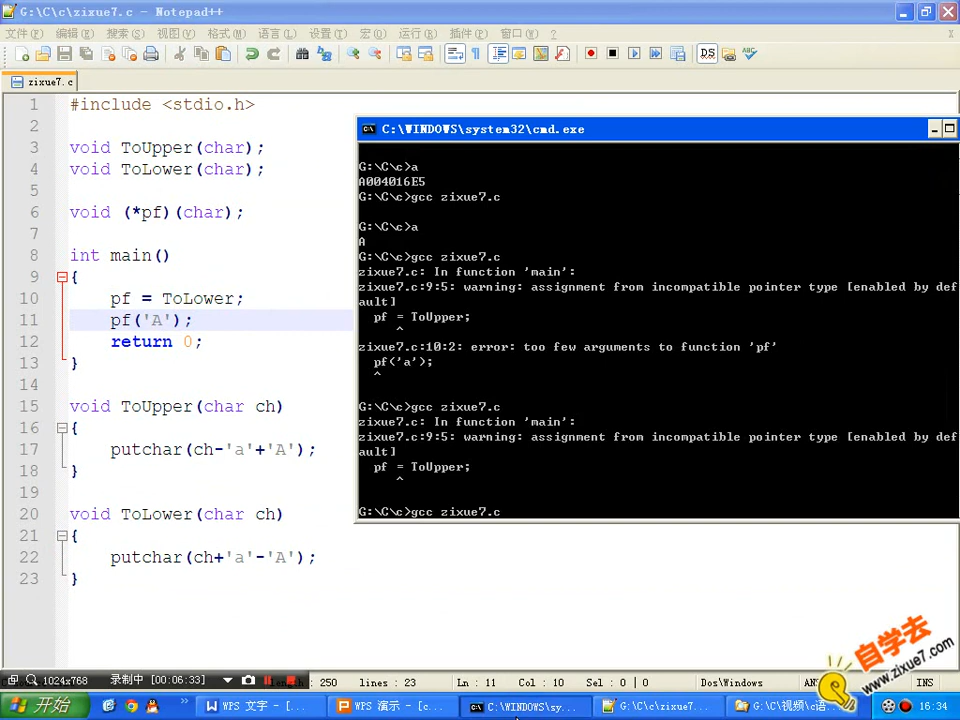 G:\C\c\zixue7.c - Notepad++
文件(F) 编辑(E) 搜索(S) 视图(V) 格式(M) 语言(L) 设置(T) 宏(O) 运行(R) 插件(P) 窗口(W) ?
zixue7.c
1 #include <stdio.h>
2
3 void ToUpper(char);
4 void ToLower(char);
5
6 void (*pf)(char);
7
8 int main()
9 {
10 pf = ToLower;
11 pf('A');
12 return 0;
13 }
14
15 void ToUpper(char ch)
16 {
17 putchar(ch-'a'+'A');
18 }
19
20 void ToLower(char ch)
21 {
22 putchar(ch+'a'-'A');
23 }
C:\WINDOWS\system32\cmd.exe
G:\C\c>a
A004016E5
G:\C\c>gcc zixue7.c
G:\C\c>a
A
G:\C\c>gcc zixue7.c
zixue7.c: In function 'main':
zixue7.c:9:5: warning: assignment from incompatible pointer type [enabled by def
ault]
pf = ToUpper;
^
zixue7.c:10:2: error: too few arguments to function 'pf'
pf('a');
^
G:\C\c>gcc zixue7.c
zixue7.c: In function 'main':
zixue7.c:9:5: warning: assignment from incompatible pointer type [enabled by def
ault]
pf = ToUpper;
^
G:\C\c>gcc zixue7.c
自学去
www.zixue7.com
1024x768 录制中 [00:06:33] 250 lines : 23 Ln : 11 Col : 10 Sel : 0 | 0 Dos\Windows INS
开始 WPS 文字 - [... WPS 演示 - [c... C:\WINDOWS\sy... G:\C\c\zixue7... G:\C\视频\c语... 16:34